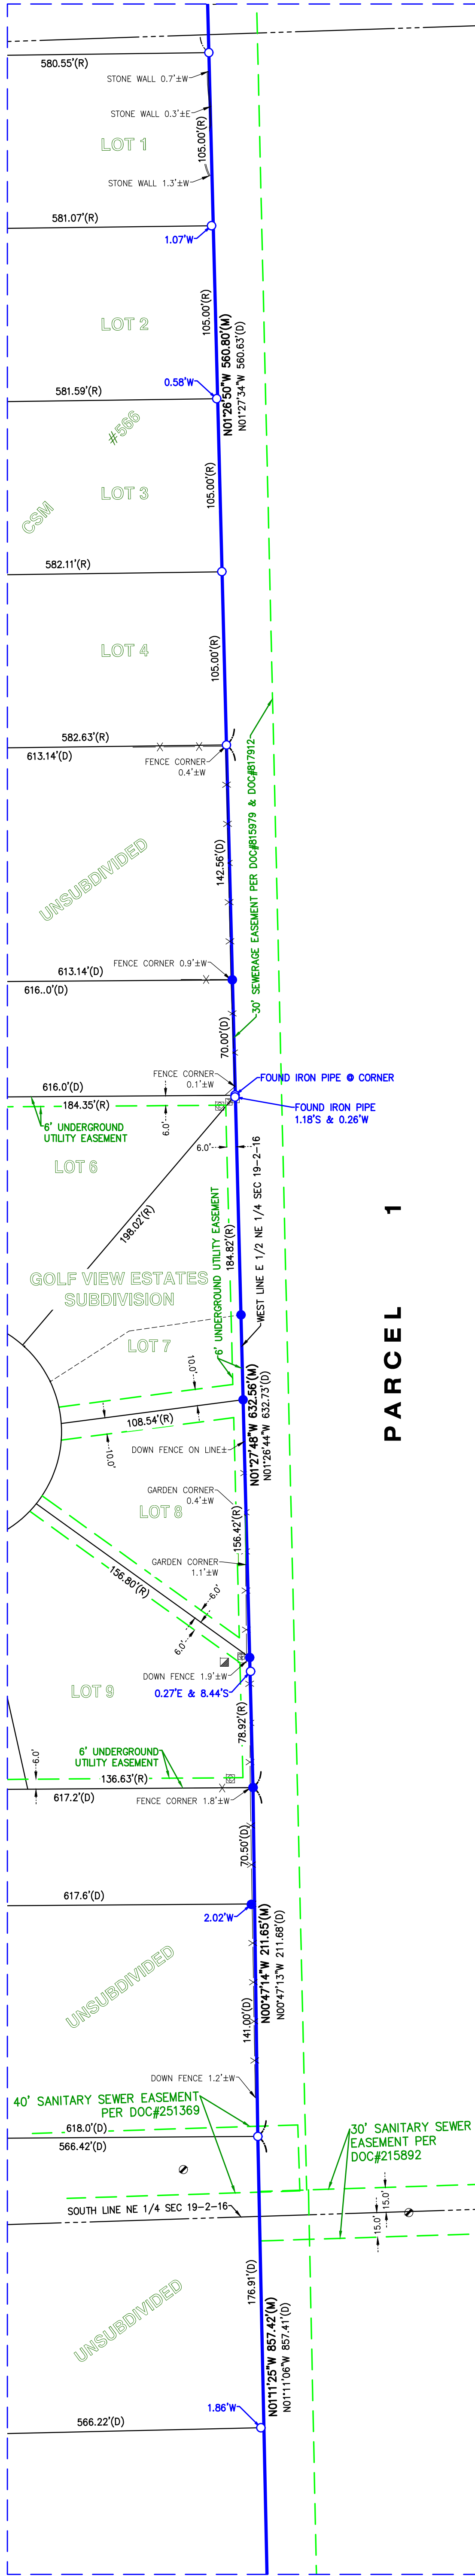 580.55'(R)
STONE WALL 0.7'±W
STONE WALL 0.3'±E
LOT 1
105.00'(R)
STONE WALL 1.3'±W
581.07'(R)
1.07'W
LOT 2
105.00'(R)
N01°26'50"W 560.80'(M)
N01°27'34"W 560.63'(D)
0.58'W
581.59'(R)
#566
LOT 3
CSM
105.00'(R)
582.11'(R)
LOT 4
105.00'(R)
582.63'(R)
613.14'(D)
FENCE CORNER
0.4'±W
30' SEWERAGE EASEMENT PER DOC#815979 & DOC#817912
UNSUBDIVIDED
142.56'(D)
FENCE CORNER 0.9'±W
613.14'(D)
616..0'(D)
70.00'(D)
FENCE CORNER
0.1'±W
FOUND IRON PIPE @ CORNER
616.0'(D)
184.35'(R)
FOUND IRON PIPE
1.18'S & 0.26'W
6' UNDERGROUND
UTILITY EASEMENT
6.0'
6.0'
LOT 6
WEST LINE E 1/2 NE 1/4 SEC 19-2-16
198.02'(R)
184.82'(R)
6' UNDERGROUND UTILITY EASEMENT
GOLF VIEW ESTATES
SUBDIVISION
PARCEL 1
LOT 7
10.0'
108.54'(R)
10.0'
N01°27'48"W 632.56'(M)
N01°26'44"W 632.73'(D)
DOWN FENCE ON LINE±
GARDEN CORNER
0.4'±W
LOT 8
156.42'(R)
GARDEN CORNER
1.1'±W
156.80'(R)
6.0'
6.0'
DOWN FENCE 1.9'±W
0.27'E & 8.44'S
LOT 9
78.92'(R)
6' UNDERGROUND
UTILITY EASEMENT
6.0'
136.63'(R)
617.2'(D)
FENCE CORNER 1.8'±W
70.50'(D)
617.6'(D)
2.02'W
N00°47'14"W 211.65'(M)
N00°47'13"W 211.68'(D)
UNSUBDIVIDED
141.00'(D)
DOWN FENCE 1.2'±W
40' SANITARY SEWER EASEMENT
PER DOC#251369
618.0'(D)
566.42'(D)
30' SANITARY SEWER
EASEMENT PER
DOC#215892
SOUTH LINE NE 1/4 SEC 19-2-16
15.0'
15.0'
UNSUBDIVIDED
176.91'(D)
N01°11'25"W 857.42'(M)
N01°11'06"W 857.41'(D)
1.86'W
566.22'(D)